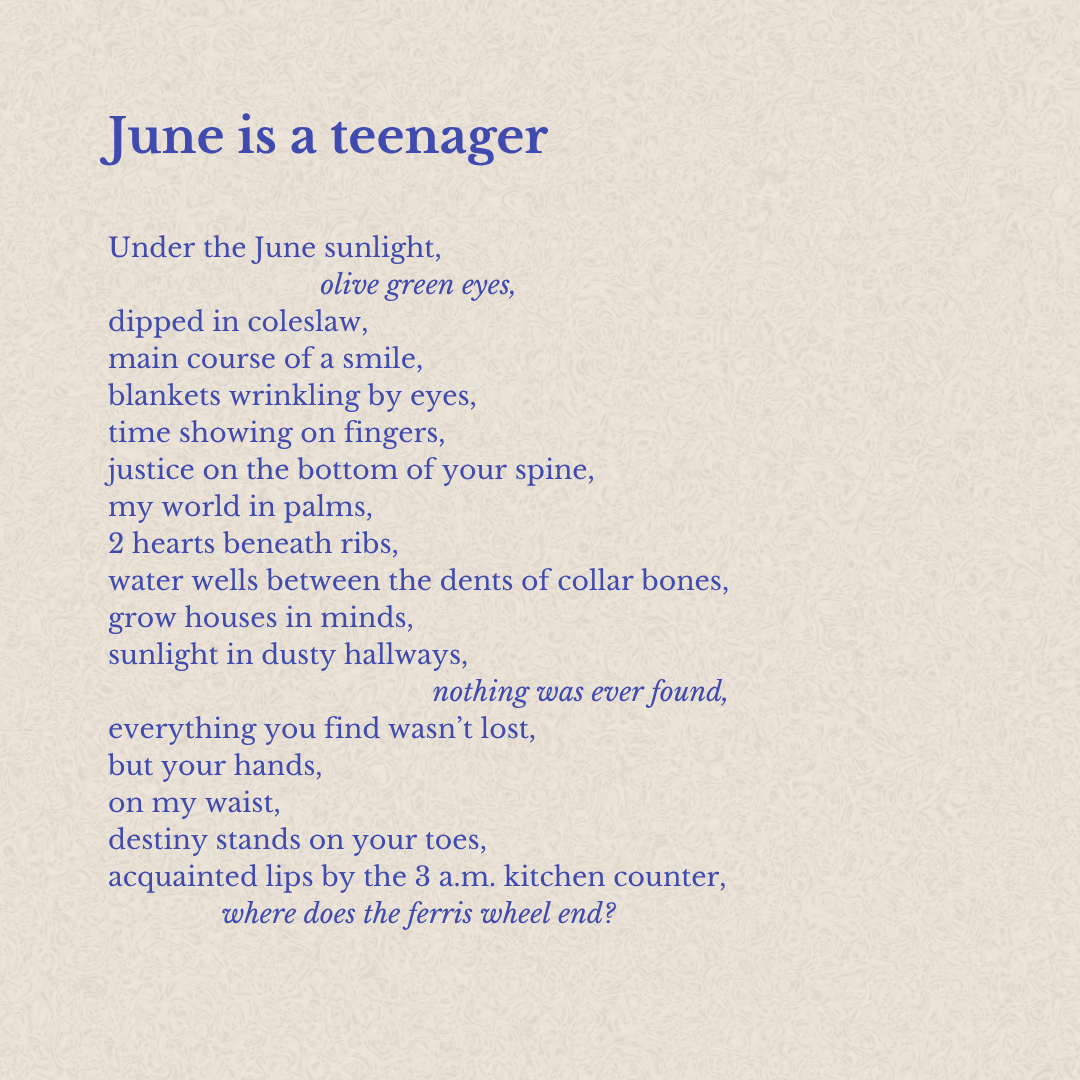 June is a teenager
Under the June sunlight,
olive green eyes,
dipped in coleslaw,
main course of a smile,
blankets wrinkling by eyes,
time showing on fingers,
justice on the bottom of your spine,
my world in palms,
2 hearts beneath ribs,
water wells between the dents of collar bones,
grow houses in minds,
sunlight in dusty hallways,
nothing was ever found,
everything you find wasn’t lost,
but your hands,
on my waist,
destiny stands on your toes,
acquainted lips by the 3 a.m. kitchen counter,
where does the ferris wheel end?